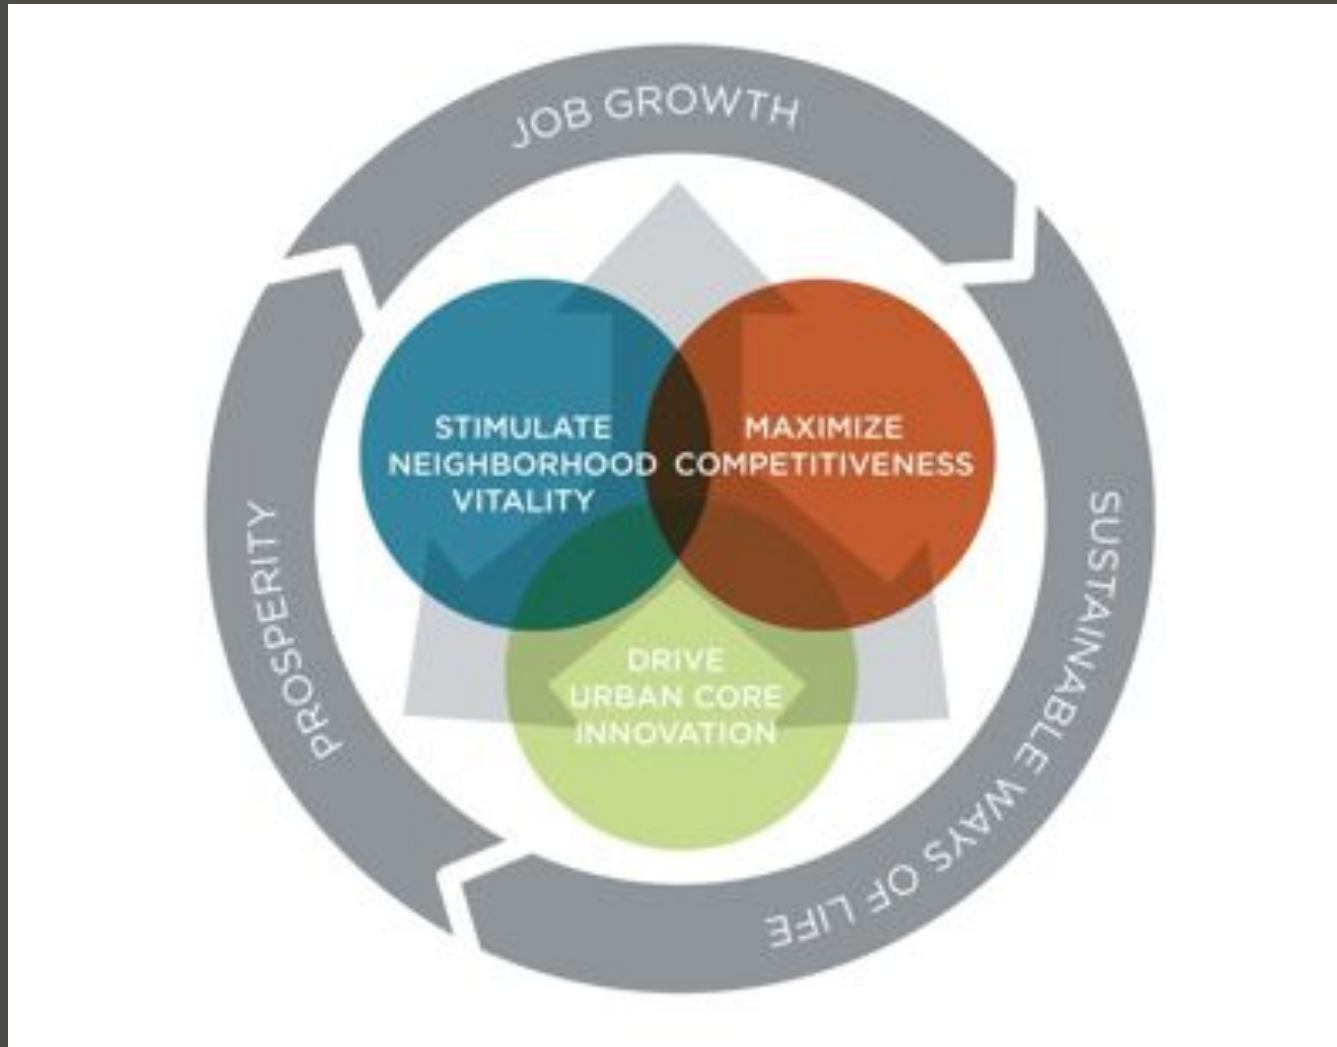 JOB GROWTH
STIMULATE
NEIGHBORHOOD
VITALITY
MAXIMIZE
COMPETITIVENESS
DRIVE
URBAN CORE
INNOVATION
PROSPERITY
SUSTAINABLE WAYS OF LIFE